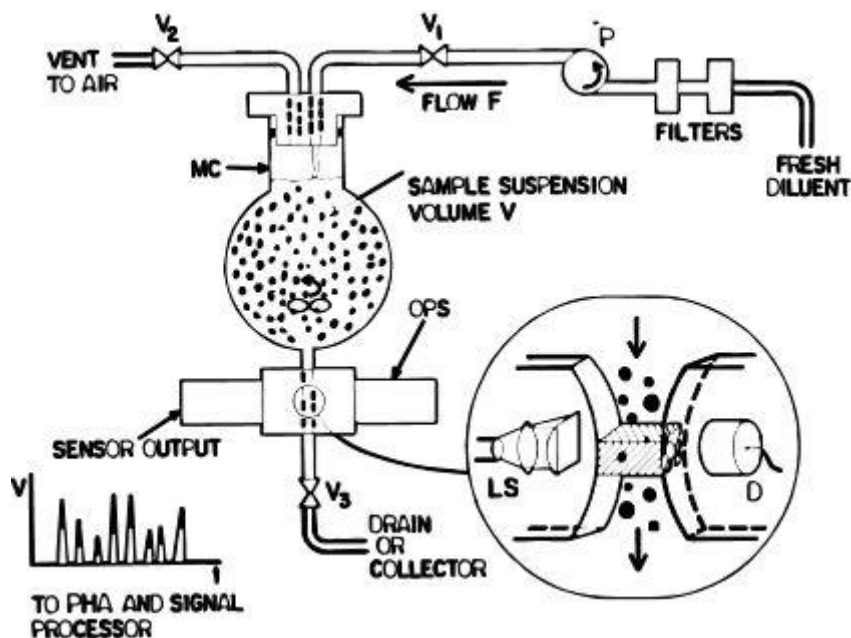 V2
VENT
TO AIR
V1
P
FLOW F
FILTERS
FRESH
DILUENT
MC
SAMPLE SUSPENSION
VOLUME V
OPS
SENSOR OUTPUT
V
t
TO PHA AND SIGNAL
PROCESSOR
V3
DRAIN
OR
COLLECTOR
LS
D